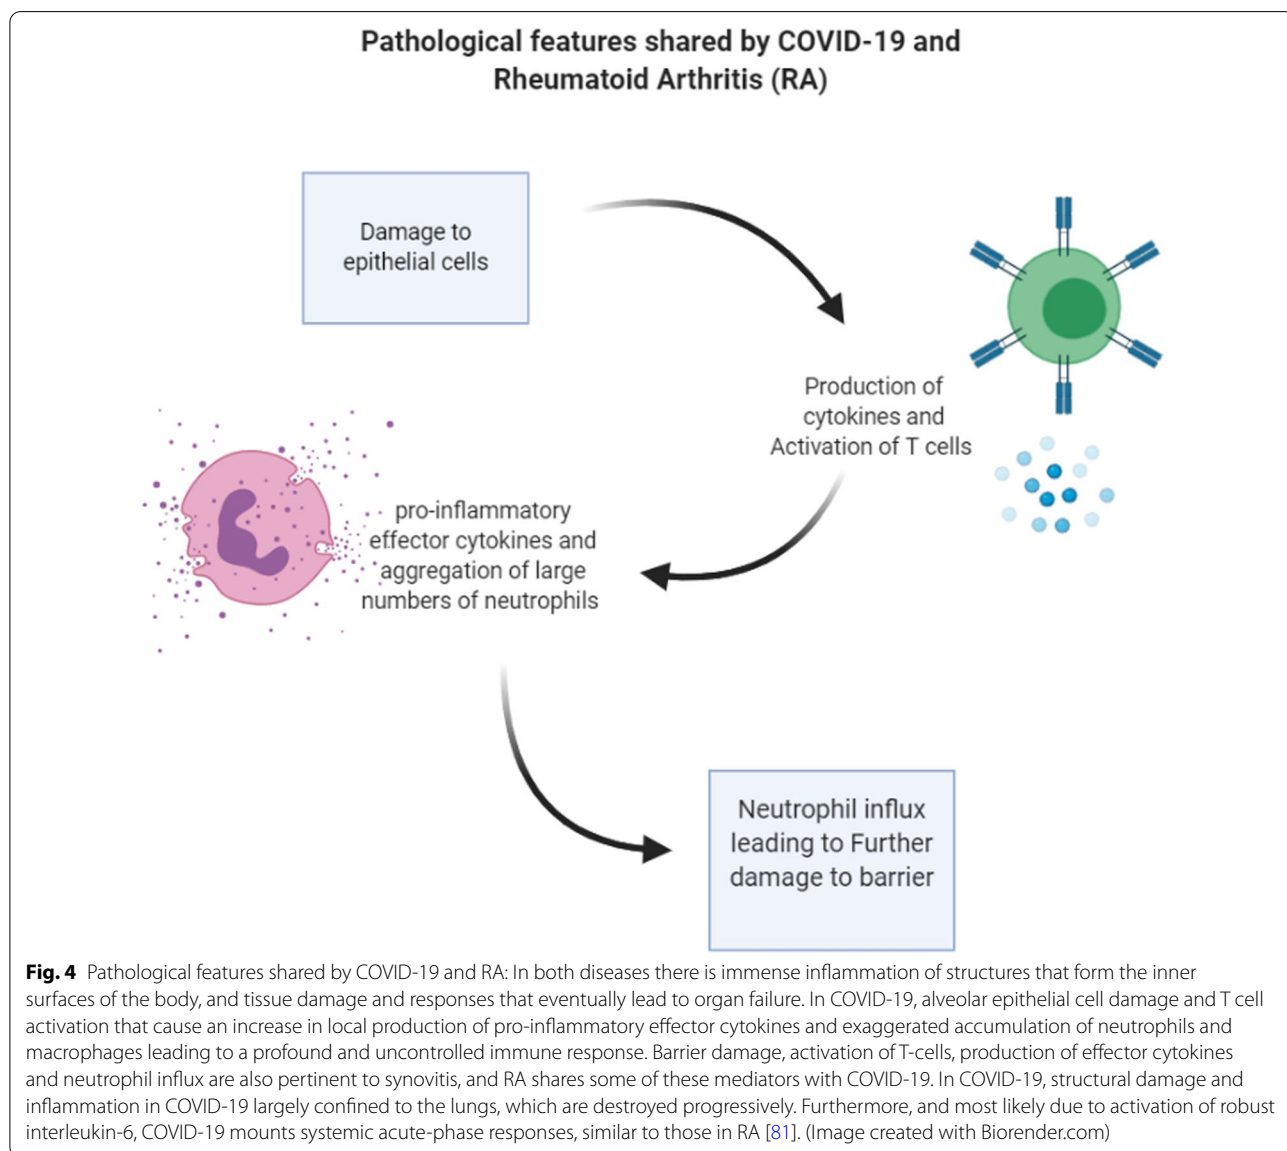 Pathological features shared by COVID-19 and
Rheumatoid Arthritis (RA)
Damage to
epithelial cells
Production of
cytokines and
Activation of T cells
pro-inflammatory
effector cytokines and
aggregation of large
numbers of neutrophils
Neutrophil influx
leading to Further
damage to barrier
Fig. 4 Pathological features shared by COVID-19 and RA: In both diseases there is immense inflammation of structures that form the inner
surfaces of the body, and tissue damage and responses that eventually lead to organ failure. In COVID-19, alveolar epithelial cell damage and T cell
activation that cause an increase in local production of pro-inflammatory effector cytokines and exaggerated accumulation of neutrophils and
macrophages leading to a profound and uncontrolled immune response. Barrier damage, activation of T-cells, production of effector cytokines
and neutrophil influx are also pertinent to synovitis, and RA shares some of these mediators with COVID-19. In COVID-19, structural damage and
inflammation in COVID-19 largely confined to the lungs, which are destroyed progressively. Furthermore, and most likely due to activation of robust
interleukin-6, COVID-19 mounts systemic acute-phase responses, similar to those in RA [81]. (Image created with Biorender.com)